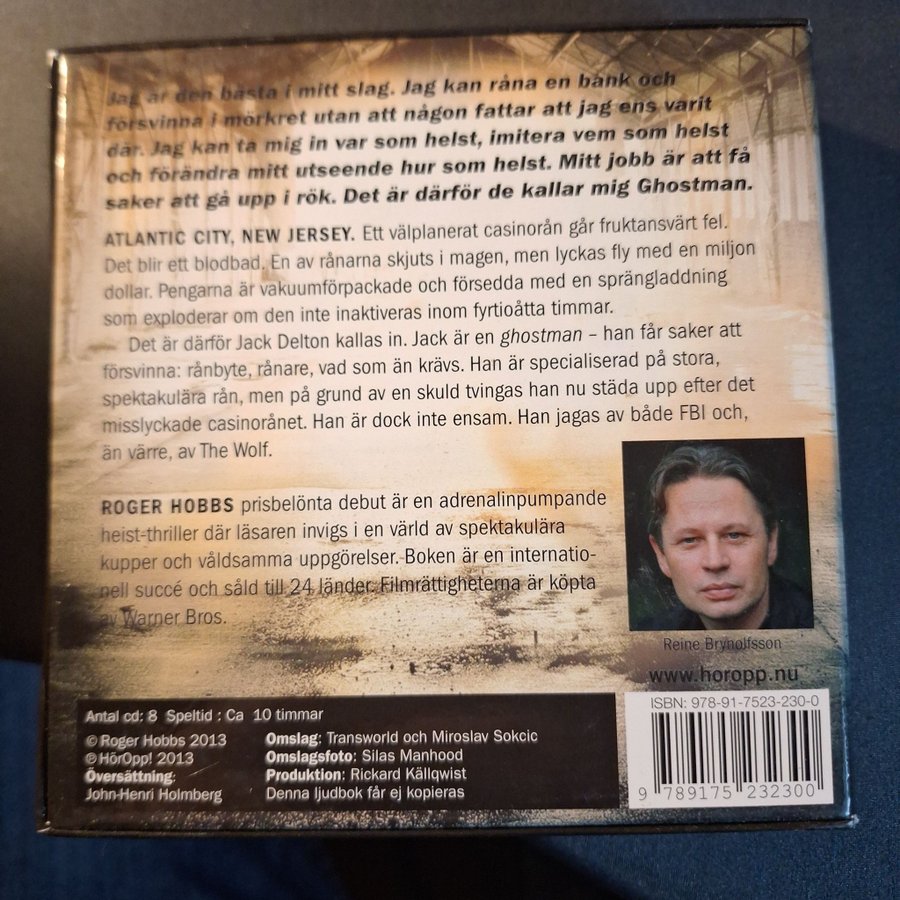 Jag är den bästa i mitt slag. Jag kan råna en bank och
försvinna i mörkret utan att någon fattar att jag ens varit
där. Jag kan ta mig in var som helst, imitera vem som helst
och förändra mitt utseende hur som helst. Mitt jobb är att få
saker att gå upp i rök. Det är därför de kallar mig Ghostman.
ATLANTIC CITY, NEW JERSEY. Ett välplanerat casinorån går fruktansvärt fel.
Det blir ett blodbad. En av rånarna skjuts i magen, men lyckas fly med en miljon
dollar. Pengarna är vakuumförpackade och försedda med en sprängladdning
som exploderar om den inte inaktiveras inom fyrtioåtta timmar.
Det är därför Jack Delton kallas in. Jack är en ghostman – han får saker att
försvinna: rånbyte, rånare, vad som än krävs. Han är specialiserad på stora,
spektakulära rån, men på grund av en skuld tvingas han nu städa upp efter det
misslyckade casinorånet. Han är dock inte ensam. Han jagas av både FBI och,
än värre, av The Wolf.
ROGER HOBBS prisbelönta debut är en adrenalinpumpande
heist-thriller där läsaren invigs i en värld av spektakulära
kupper och våldsamma uppgörelser. Boken är en internatio-
nell succé och såld till 24 länder. Filmrättigheterna är köpta
av Warner Bros.
Reine Brynolfsson
www.horopp.nu
Antal cd: 8 Speltid : Ca 10 timmar
© Roger Hobbs 2013
℗ HörOpp! 2013
Översättning:
John-Henri Holmberg
Omslag: Transworld och Miroslav Sokcic
Omslagsfoto: Silas Manhood
Produktion: Rickard Källqwist
Denna ljudbok får ej kopieras
ISBN: 978-91-7523-230-0
9 789175 232300